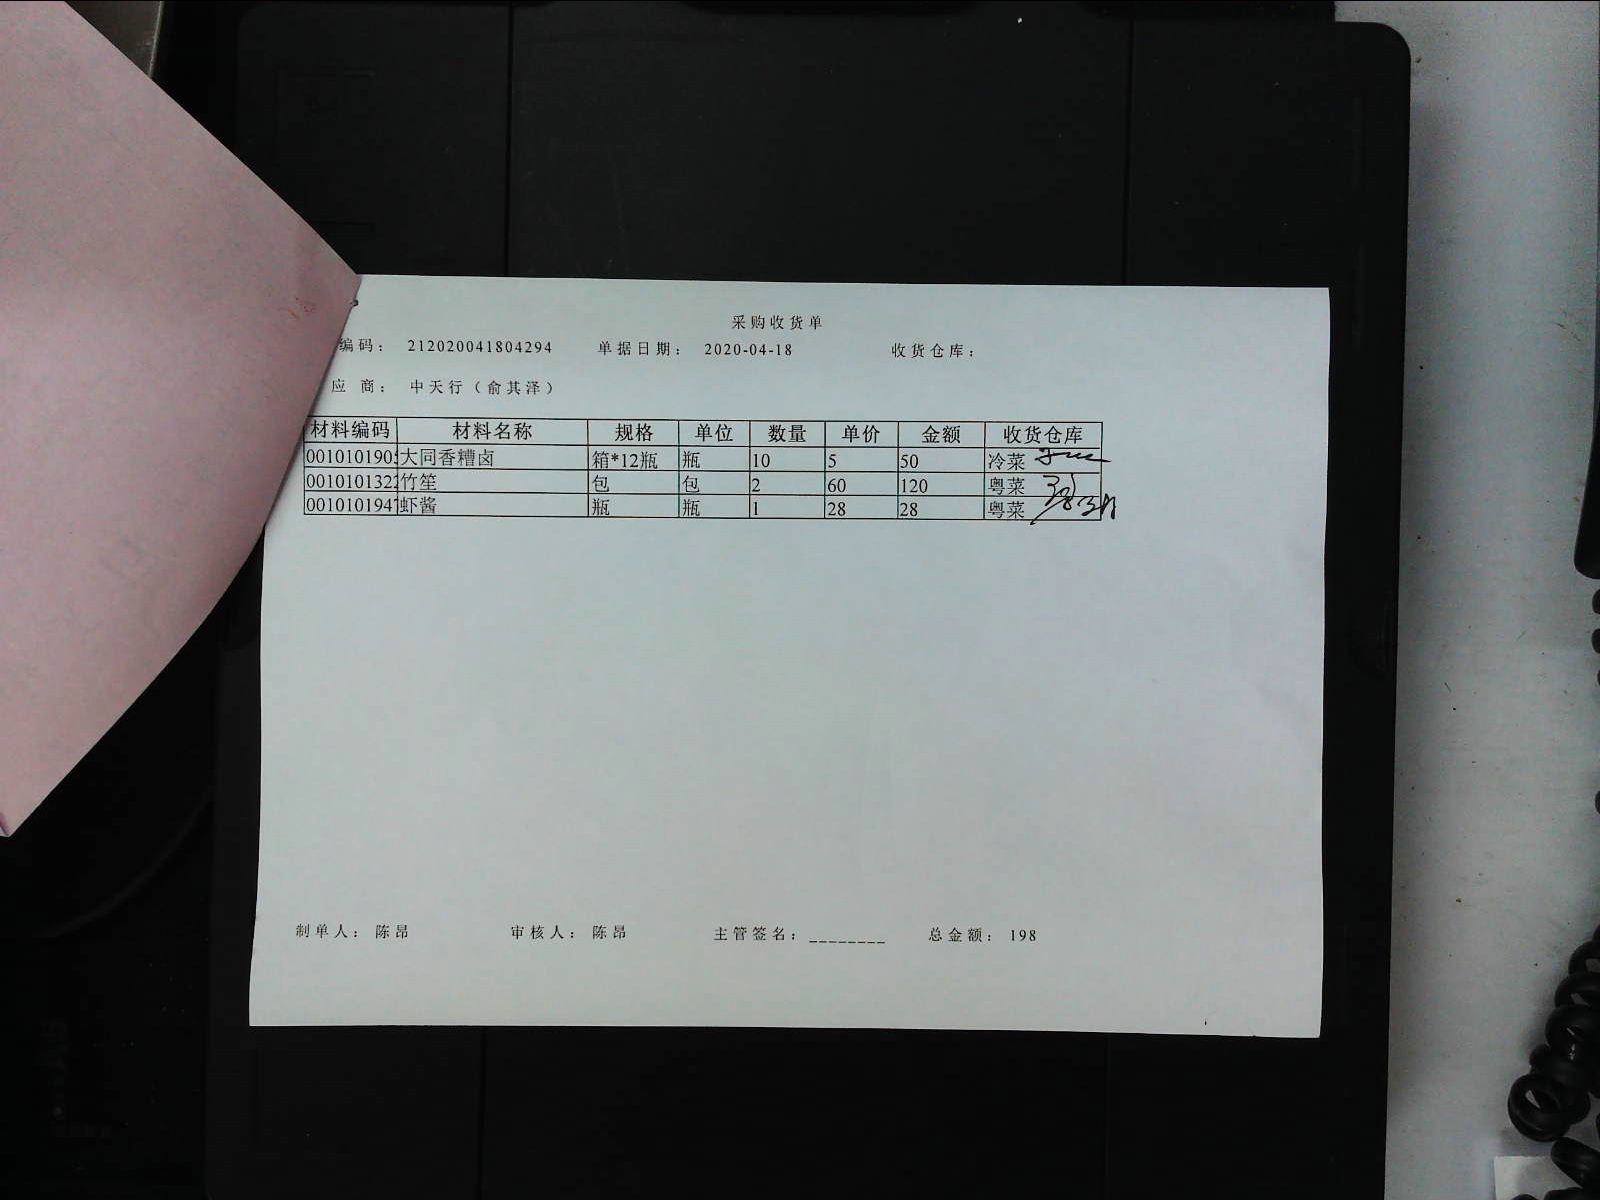 采购收货单
编码：212020041804294 单据日期：2020-04-18 收货仓库：
应 商：中天行（俞其泽）
材料编码 材料名称 规格 单位 数量 单价 金额 收货仓库
0010101905 大同香糟卤 箱*12瓶 瓶 10 5 50 冷菜
0010101322 竹笙 包 包 2 60 120 粤菜
001010194 虾酱 瓶 瓶 1 28 28 粤菜
制单人：陈昂 审核人：陈昂 主管签名：________ 总金额：198